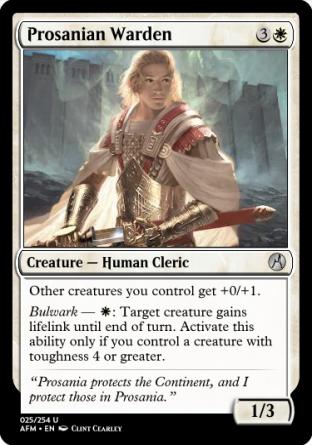 Prosanian Warden 3
Creature — Human Cleric
Other creatures you control get +0/+1.
Bulwark — : Target creature gains
lifelink until end of turn. Activate this
ability only if you control a creature with
toughness 4 or greater.
“Prosania protects the Continent, and I
protect those in Prosania.”
1/3
025/254 U
AFM • EN Clint Cearley